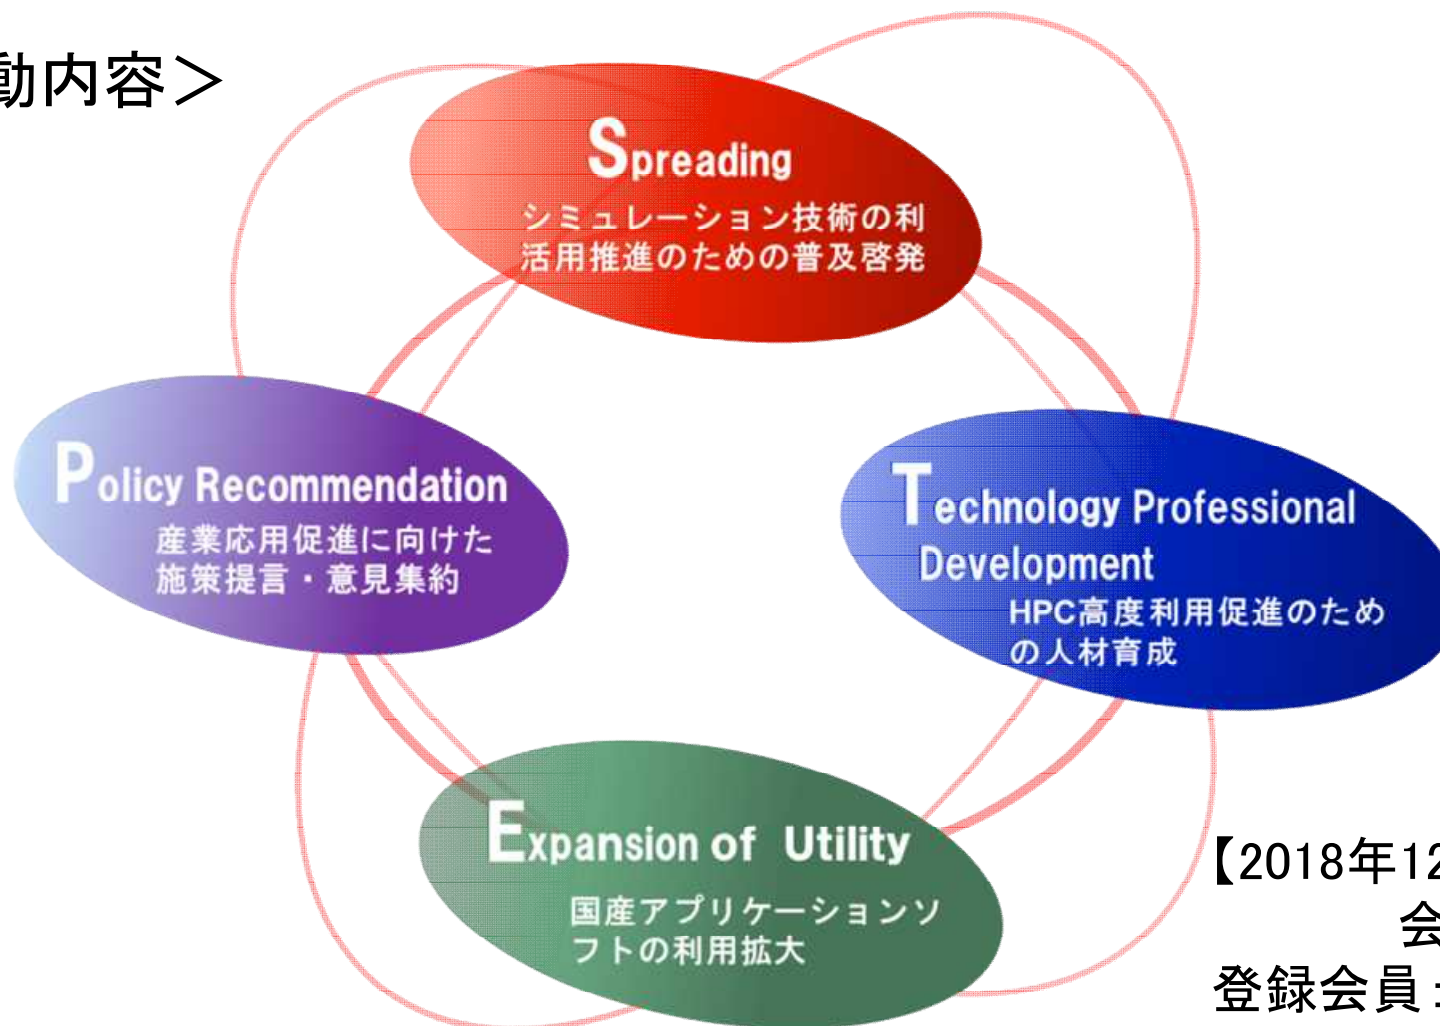 動内容＞
Spreading
シミュレーション技術の利
活用推進のための普及啓発
Policy Recommendation
産業応用促進に向けた
施策提言・意見集約
Technology Professional
Development
HPC高度利用促進のため
の人材育成
Expansion of Utility
国産アプリケーションソ
フトの利用拡大
【2018年12
会
登録会員：